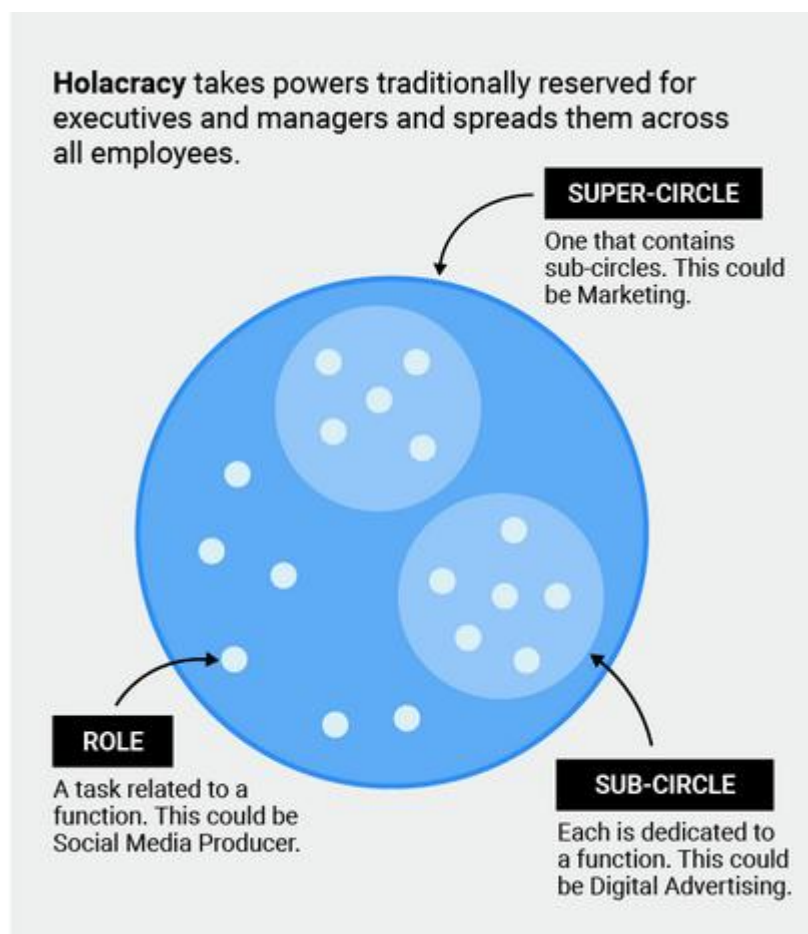 Holacracy takes powers traditionally reserved for
executives and managers and spreads them across
all employees.
SUPER-CIRCLE
One that contains
sub-circles. This could
be Marketing.
ROLE
A task related to a
function. This could be
Social Media Producer.
SUB-CIRCLE
Each is dedicated to
a function. This could
be Digital Advertising.